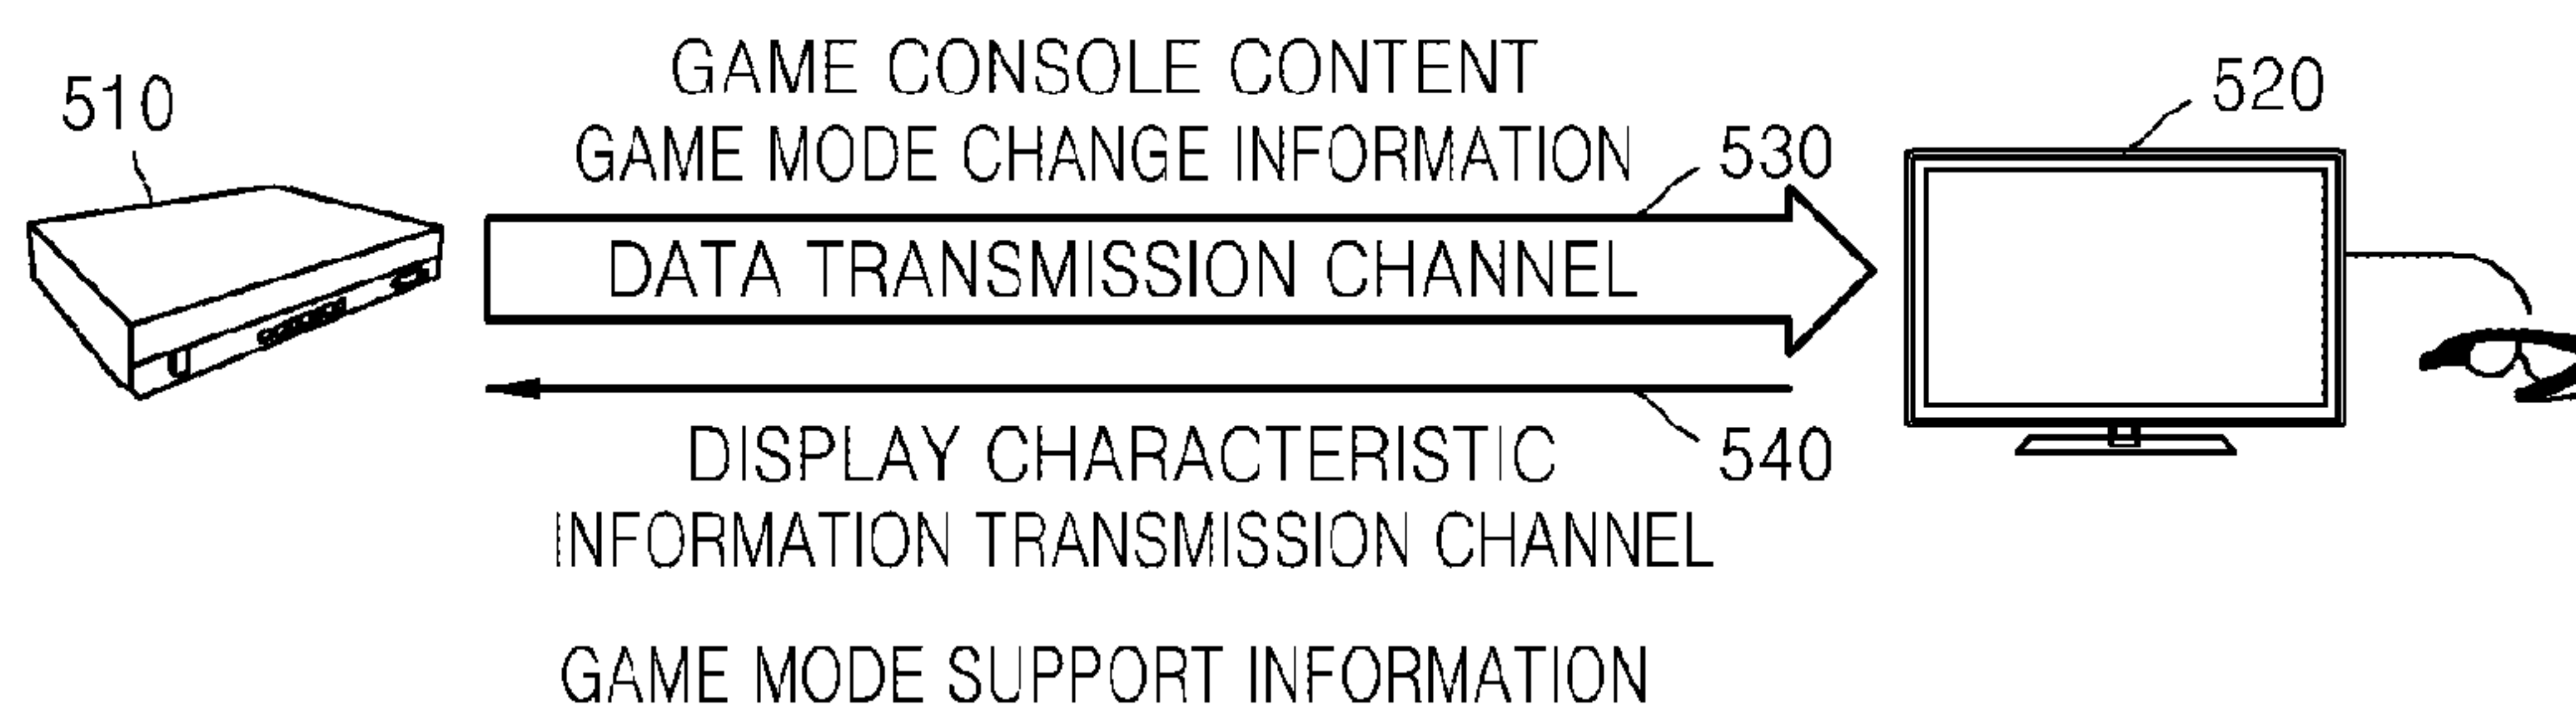 510
GAME CONSOLE CONTENT
GAME MODE CHANGE INFORMATION
530
520
DATA TRANSMISSION CHANNEL
540
DISPLAY CHARACTERISTIC
INFORMATION TRANSMISSION CHANNEL
GAME MODE SUPPORT INFORMATION